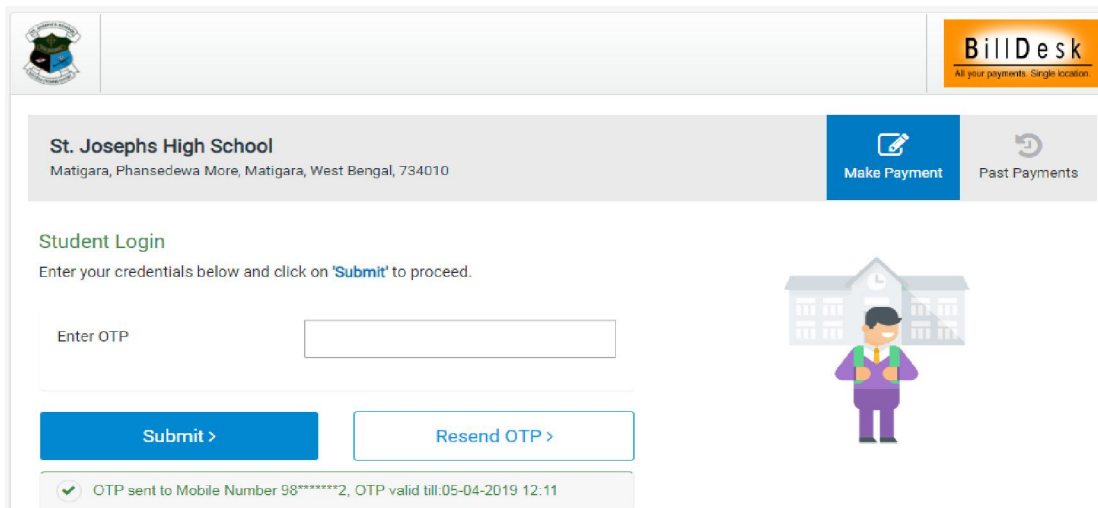 BillDesk
All your payments. Single location.
St. Josephs High School
Matigara, Phansedewa More, Matigara, West Bengal, 734010
Make Payment
Past Payments
Student Login
Enter your credentials below and click on 'Submit' to proceed.
Enter OTP
Submit >
Resend OTP >
OTP sent to Mobile Number 98*******2, OTP valid till:05-04-2019 12:11